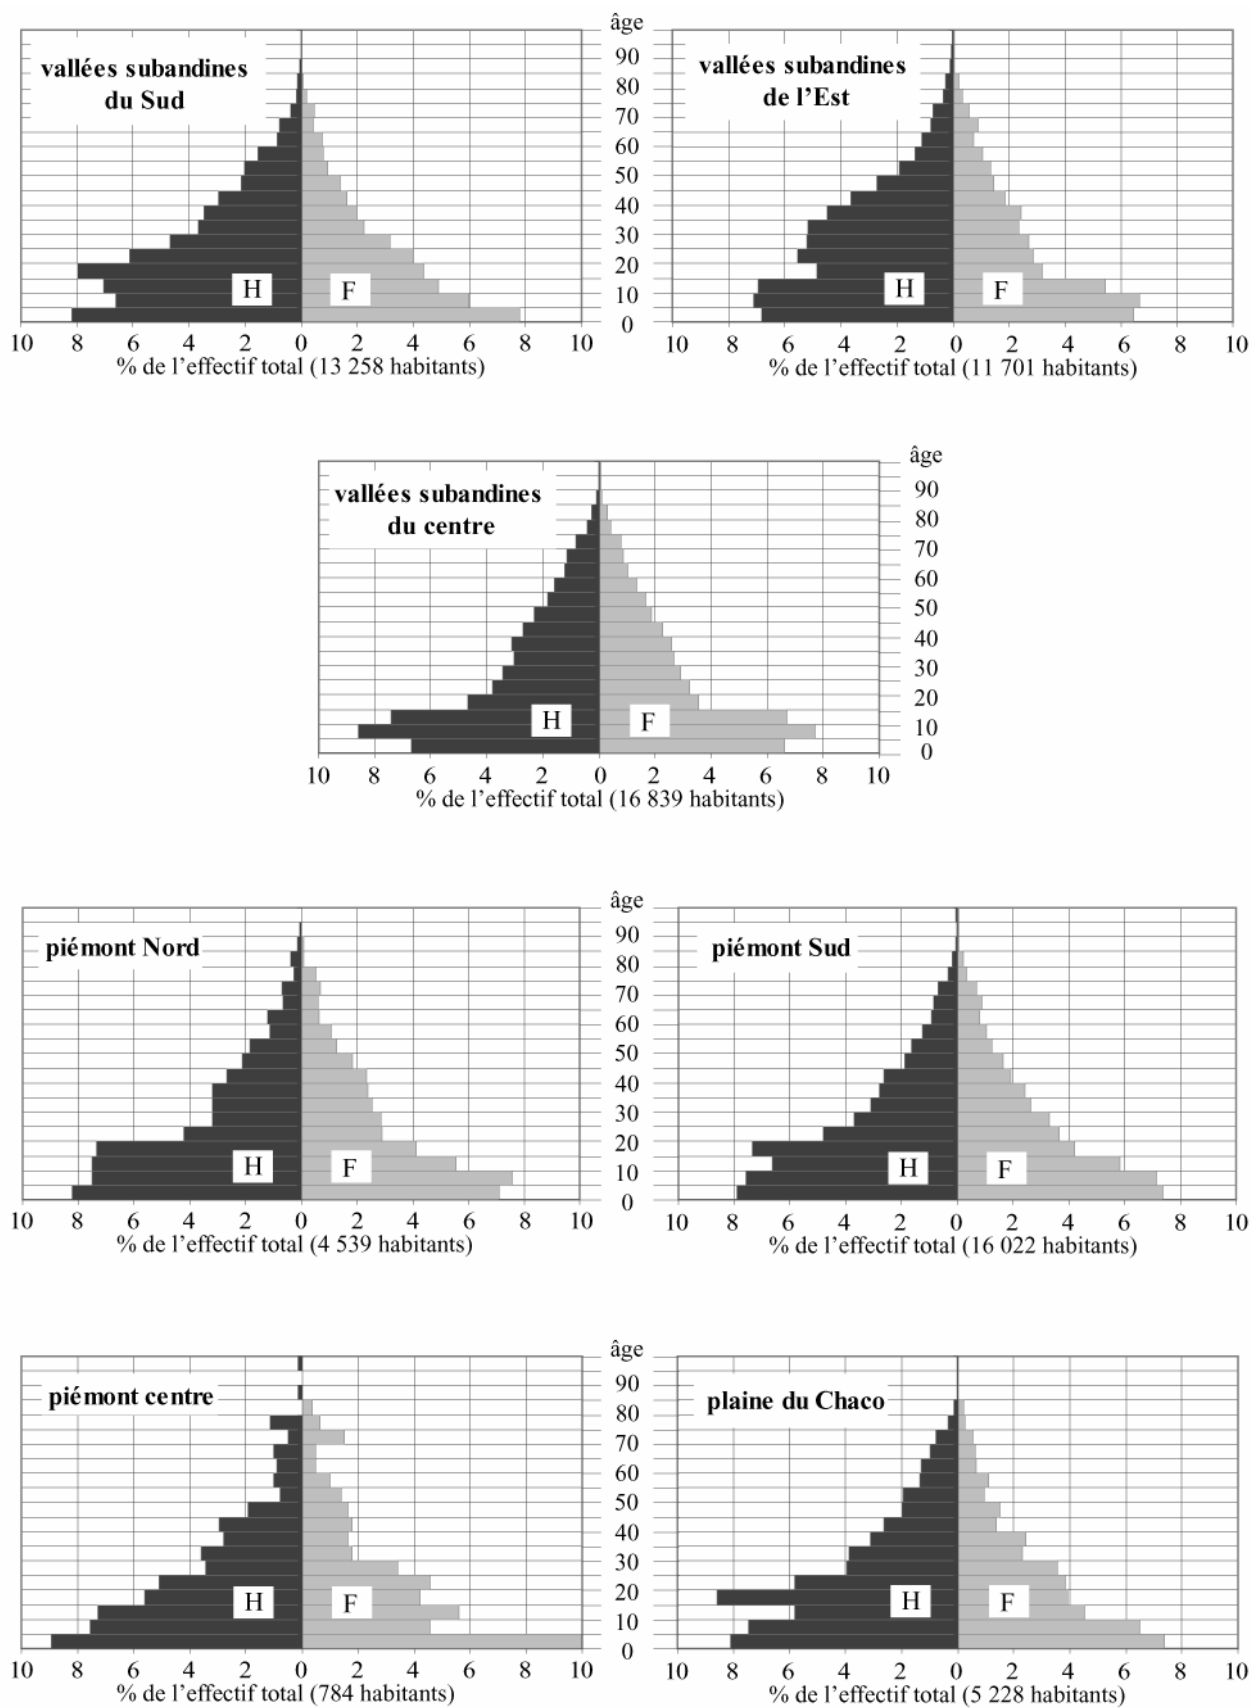 âge
vallées subandines
du Sud
90
80
70
60
50
40
30
20
10
0
H
F
10 8 6 4 2 0 2 4 6 8 10
% de l'effectif total (13 258 habitants)
vallées subandines
de l'Est
H
F
10 8 6 4 2 0 2 4 6 8 10
% de l'effectif total (11 701 habitants)
âge
vallées subandines
du centre
90
80
70
60
50
40
30
20
10
0
H
F
10 8 6 4 2 0 2 4 6 8 10
% de l'effectif total (16 839 habitants)
âge
piémont Nord
90
80
70
60
50
40
30
20
10
0
H
F
10 8 6 4 2 0 2 4 6 8 10
% de l'effectif total (4 539 habitants)
piémont Sud
H
F
10 8 6 4 2 0 2 4 6 8 10
% de l'effectif total (16 022 habitants)
âge
piémont centre
90
80
70
60
50
40
30
20
10
0
H
F
10 8 6 4 2 0 2 4 6 8 10
% de l'effectif total (784 habitants)
plaine du Chaco
H
F
10 8 6 4 2 0 2 4 6 8 10
% de l'effectif total (5 228 habitants)